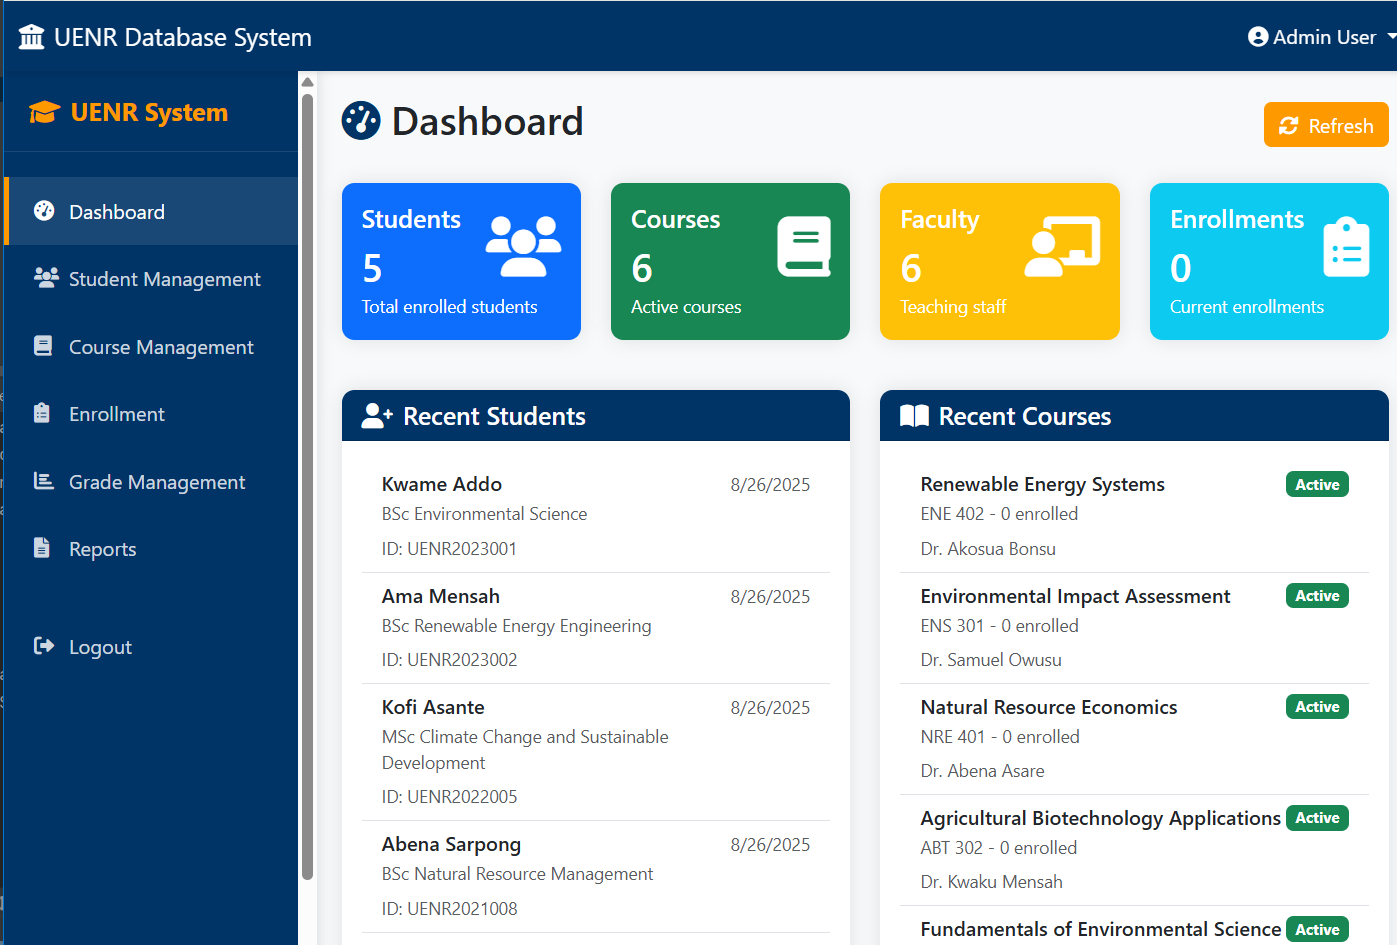 UENR Database System
Admin User
UENR System
Dashboard
Student Management
Course Management
Enrollment
Grade Management
Reports
Logout
Dashboard
Refresh
Students
5
Total enrolled students
Courses
6
Active courses
Faculty
6
Teaching staff
Enrollments
0
Current enrollments
Recent Students
Kwame Addo 8/26/2025
BSc Environmental Science
ID: UENR2023001
Ama Mensah 8/26/2025
BSc Renewable Energy Engineering
ID: UENR2023002
Kofi Asante 8/26/2025
MSc Climate Change and Sustainable
Development
ID: UENR2022005
Abena Sarpong 8/26/2025
BSc Natural Resource Management
ID: UENR2021008
Recent Courses
Renewable Energy Systems Active
ENE 402 - 0 enrolled
Dr. Akosua Bonsu
Environmental Impact Assessment Active
ENS 301 - 0 enrolled
Dr. Samuel Owusu
Natural Resource Economics Active
NRE 401 - 0 enrolled
Dr. Abena Asare
Agricultural Biotechnology Applications Active
ABT 302 - 0 enrolled
Dr. Kwaku Mensah
Fundamentals of Environmental Science Active